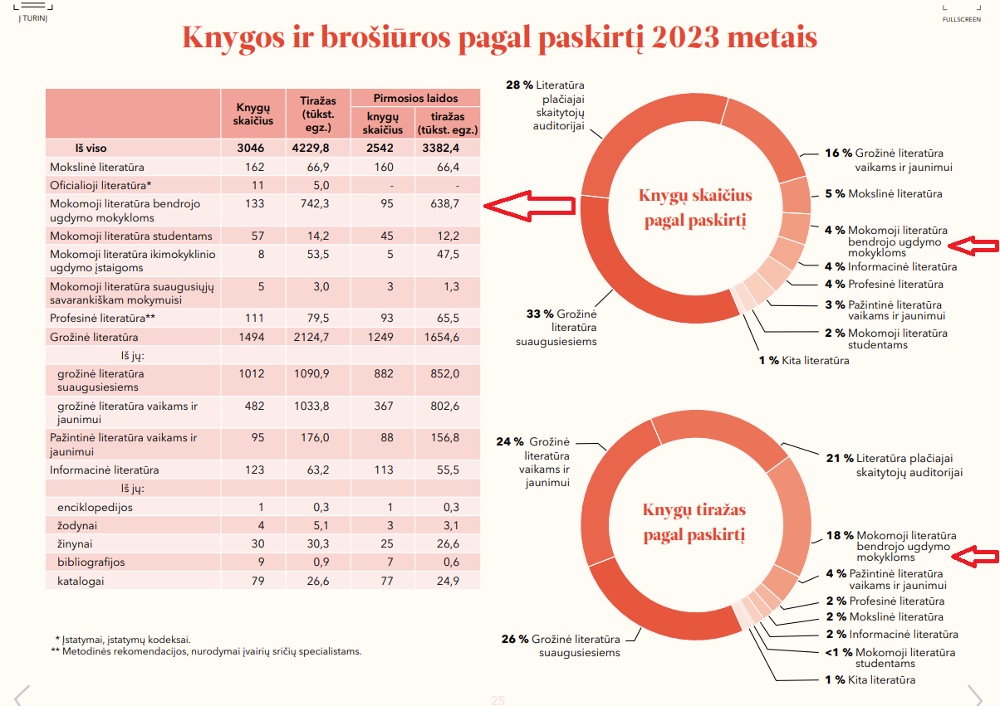 Į TURINĮ
FULLSCREEN
Knygos ir brošiūros pagal paskirtį 2023 metais
Knygų
skaičius
Tiražas
(tūkst.
egz.)
Pirmosios laidos
knygų
skaičius
tiražas
(tūkst. egz.)
Iš viso 3046 4229,8 2542 3382,4
Mokslinė literatūra 162 66,9 160 66,4
Oficialioji literatūra* 11 5,0 - -
Mokomoji literatūra bendrojo 133 742,3 95 638,7
ugdymo mokykloms
Mokomoji literatūra studentams 57 14,2 45 12,2
Mokomoji literatūra ikimokyklinio 8 53,5 5 47,5
ugdymo įstaigoms
Mokomoji literatūra suaugusiųjų 5 3,0 3 1,3
savarankiškam mokymuisi
Profesinė literatūra** 111 79,5 93 65,5
Grožinė literatūra 1494 2124,7 1249 1654,6
Iš jų:
grožinė literatūra 1012 1090,9 882 852,0
suaugusiesiems
grožinė literatūra vaikams ir 482 1033,8 367 802,6
jaunimui
Pažintinė literatūra vaikams ir 95 176,0 88 156,8
jaunimui
Informacinė literatūra 123 63,2 113 55,5
Iš jų:
enciklopedijos 1 0,3 1 0,3
žodynai 4 5,1 3 3,1
žinynai 30 30,3 25 26,6
bibliografijos 9 0,9 7 0,6
katalogai 79 26,6 77 24,9
* Įstatymai, įstatymų kodeksai.
** Metodinės rekomendacijos, nurodymai įvairių sričių specialistams.
28 % Literatūra
plačiajai
skaitytojų
auditorijai
16 % Grožinė literatūra
vaikams ir jaunimui
5 % Mokslinė literatūra
4 % Mokomoji literatūra
bendrojo ugdymo
mokykloms
4 % Informacinė literatūra
4 % Profesinė literatūra
3 % Pažintinė literatūra
vaikams ir jaunimui
2 % Mokomoji literatūra
studentams
1 % Kita literatūra
33 % Grožinė
literatūra
suaugusiesiems
Knygų skaičius
pagal paskirtį
24 % Grožinė
literatūra
vaikams ir
jaunimui
21 % Literatūra plačiajai
skaitytojų auditorijai
18 % Mokomoji literatūra
bendrojo ugdymo
mokykloms
4 % Pažintinė literatūra
vaikams ir jaunimui
2 % Profesinė literatūra
2 % Mokslinė literatūra
2 % Informacinė literatūra
<1 % Mokomoji literatūra
studentams
1 % Kita literatūra
26 % Grožinė literatūra
suaugusiesiems
Knygų tiražas
pagal paskirtį
25